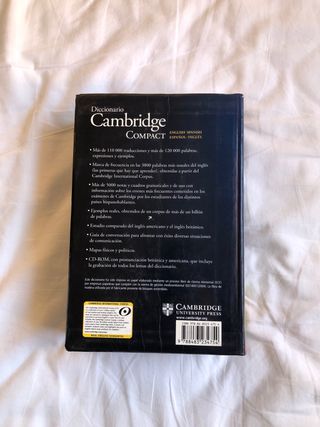 Diccionario
Cambridge
COMPACT
ENGLISH-SPANISH
ESPAÑOL-INGLÉS
• Más de 110 000 traducciones y más de 120 000 palabras,
expresiones y ejemplos.
• Marca de frecuencia en las 3800 palabras más usuales del inglés
(las primeras que hay que aprender), obtenidas a partir del
Cambridge International Corpus.
• Más de 5000 notas y cuadros gramaticales y de uso con
información sobre los errores más frecuentes cometidos en los
exámenes de Cambridge por los estudiantes de los distintos
países hispanohablantes.
• Ejemplos reales, obtenidos de un corpus de más de un billón
de palabras.
• Estudio comparado del inglés americano y el inglés británico.
• Guía de conversación para afrontar con éxito diversas situaciones
de comunicación.
• Mapas físicos y políticos.
• CD-ROM, con pronunciación británica y americana, que incluye
la grabación de todos los lemas del diccionario.
CAMBRIDGE
UNIVERSITY PRESS
www.cambridge.org
9 788483 234754